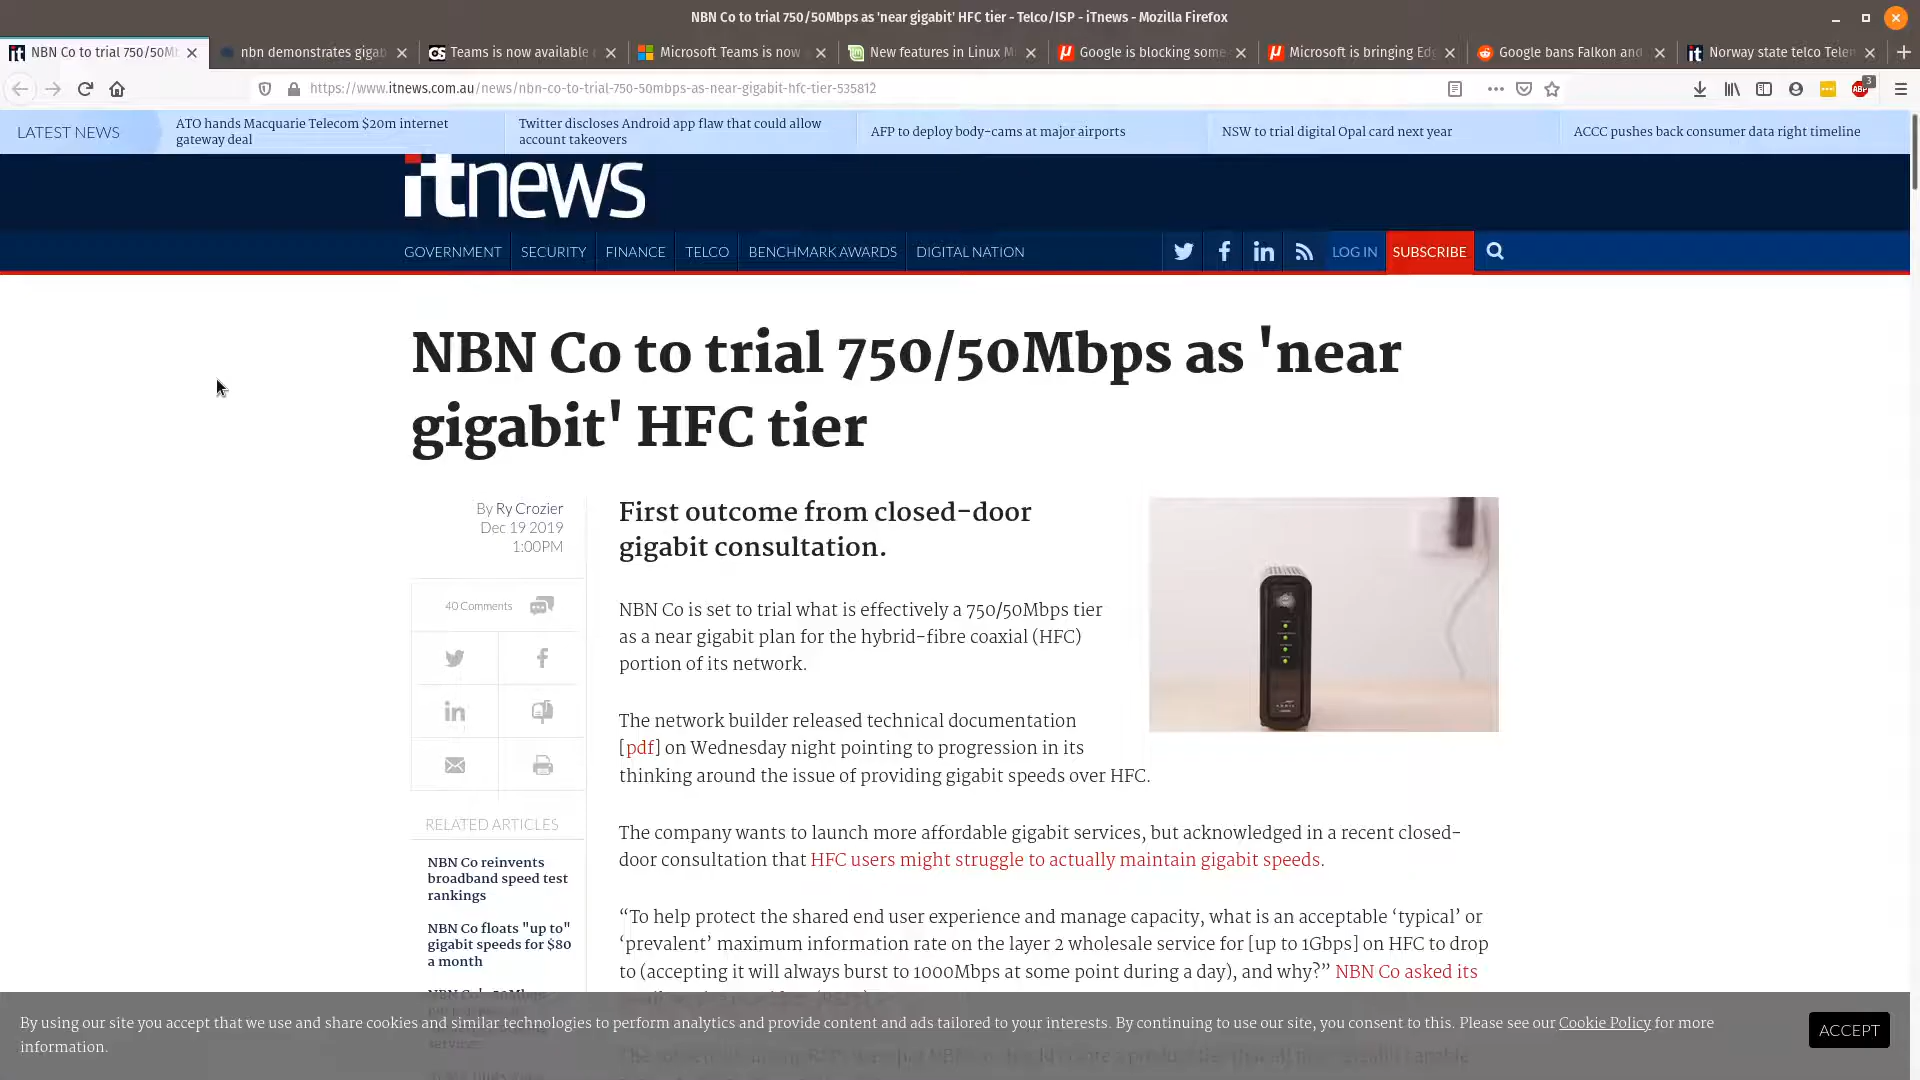 NBN Co to trial 750/50Mbps as 'near gigabit' HFC tier - Telco/ISP - iTnews - Mozilla Firefox
NBN Co to trial 750/50Mb
nbn demonstrates gigab
Teams is now available
Microsoft Teams is now
New features in Linux M
Google is blocking some
Microsoft is bringing Edg
Google bans Falkon and
Norway state telco Telen
https://www.itnews.com.au/news/nbn-co-to-trial-750-50mbps-as-near-gigabit-hfc-tier-535812
ABP
3
LATEST NEWS
ATO hands Macquarie Telecom $20m internet
gateway deal
Twitter discloses Android app flaw that could allow
account takeovers
AFP to deploy body-cams at major airports
NSW to trial digital Opal card next year
ACCC pushes back consumer data right timeline
itnews
GOVERNMENT
SECURITY
FINANCE
TELCO
BENCHMARK AWARDS
DIGITAL NATION
LOG IN
SUBSCRIBE
NBN Co to trial 750/50Mbps as 'near
gigabit' HFC tier
By Ry Crozier
Dec 19 2019
1:00PM
40 Comments
RELATED ARTICLES
NBN Co reinvents
broadband speed test
rankings
NBN Co floats "up to"
gigabit speeds for $80
a month
First outcome from closed-door
gigabit consultation.
NBN Co is set to trial what is effectively a 750/50Mbps tier
as a near gigabit plan for the hybrid-fibre coaxial (HFC)
portion of its network.
The network builder released technical documentation
[pdf] on Wednesday night pointing to progression in its
thinking around the issue of providing gigabit speeds over HFC.
The company wants to launch more affordable gigabit services, but acknowledged in a recent closed-
door consultation that HFC users might struggle to actually maintain gigabit speeds.
“To help protect the shared end user experience and manage capacity, what is an acceptable ‘typical’ or
‘prevalent’ maximum information rate on the layer 2 wholesale service for [up to 1Gbps] on HFC to drop
to (accepting it will always burst to 1000Mbps at some point during a day), and why?” NBN Co asked its
By using our site you accept that we use and share cookies and similar technologies to perform analytics and provide content and ads tailored to your interests. By continuing to use our site, you consent to this. Please see our Cookie Policy for more
information.
ACCEPT